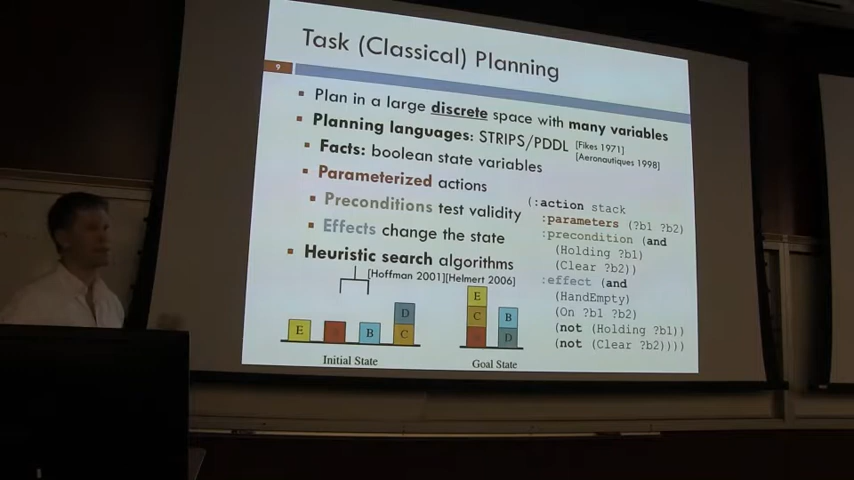 Task (Classical) Planning
9
Plan in a large discrete space with many variables
Planning languages: STRIPS/PDDL [Fikes 1971]
[Aeronautiques 1998]
Facts: boolean state variables
Parameterized actions
Preconditions test validity
Effects change the state
Heuristic search algorithms
[Hoffman 2001][Helmert 2006]
(:action stack
:parameters (?b1 ?b2)
:precondition (and
(Holding ?b1)
(Clear ?b2))
:effect (and
(HandEmpty)
(On ?b1 ?b2)
(not (Holding ?b1))
(not (Clear ?b2))))
D
E B C
Initial State
E
C B
D
Goal State